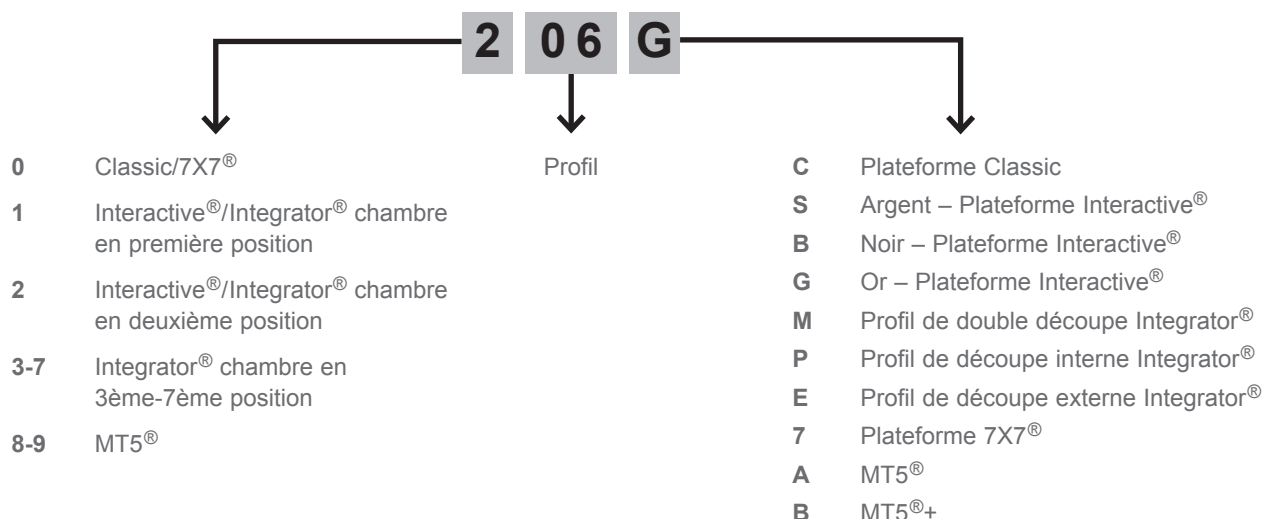 2 06 G
0 Classic/7X7®
1 Interactive®/Integrator® chambre
en première position
2 Interactive®/Integrator® chambre
en deuxième position
3-7 Integrator® chambre en
3ème-7ème position
8-9 MT5®
Profil
C Plateforme Classic
S Argent – Plateforme Interactive®
B Noir – Plateforme Interactive®
G Or – Plateforme Interactive®
M Profil de double découpe Integrator®
P Profil de découpe interne Integrator®
E Profil de découpe externe Integrator®
7 Plateforme 7X7®
A MT5®
B MT5®+